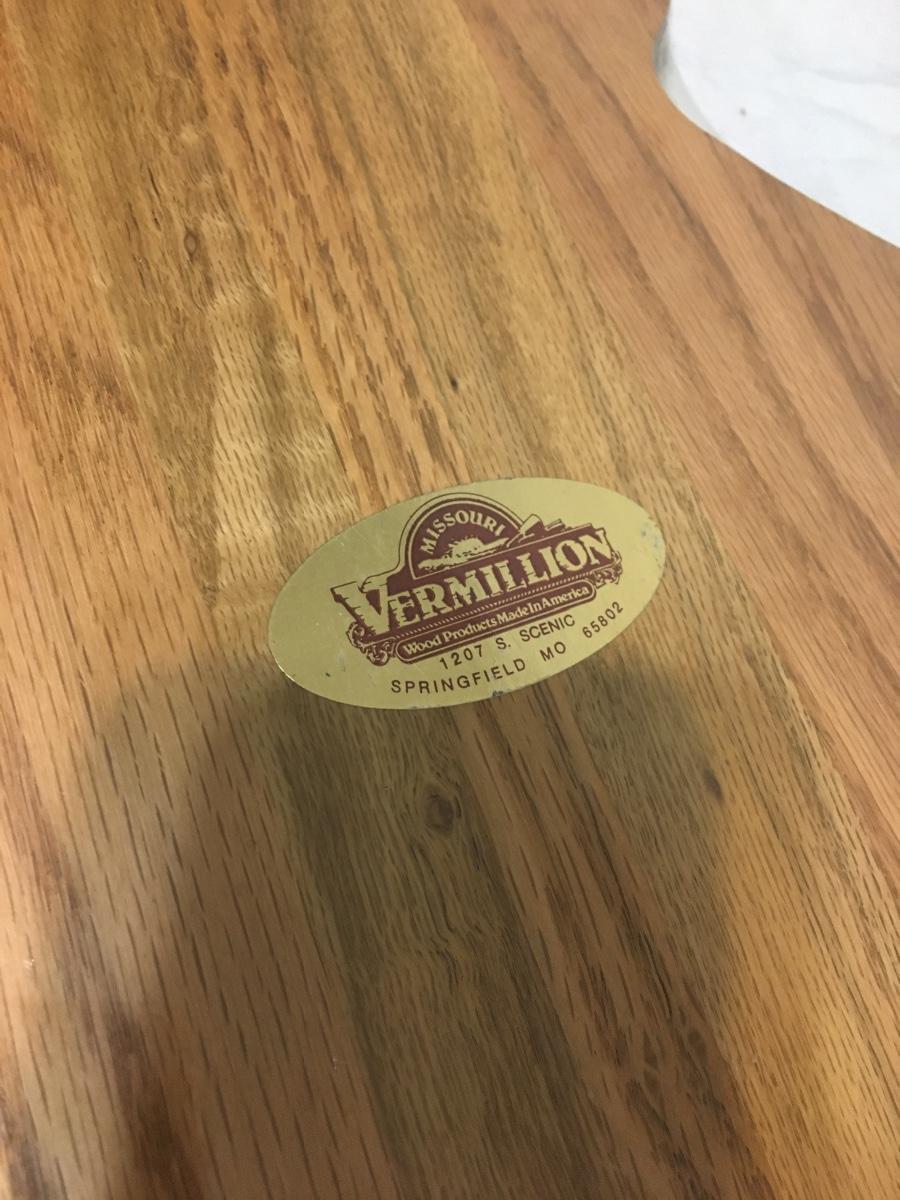 MISSOURI
VERMILLION
Wood Products Made In America
1207 S. SCENIC
SPRINGFIELD MO 65802